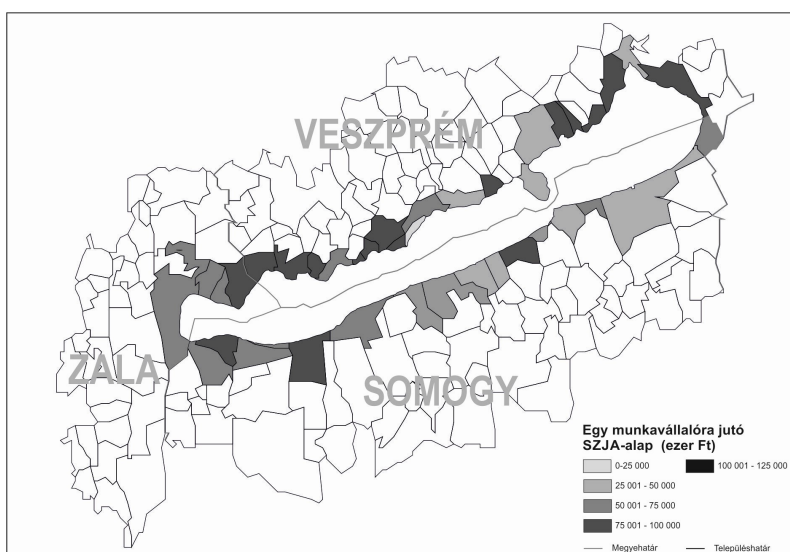 VESZPRÉM
ZALA
SOMOGY
Egy munkavállalóra jutó
SZJA-alap (ezer Ft)
0-25 000
100 001 - 125 000
25 001 - 50 000
50 001 - 75 000
75 001 - 100 000
Megyehatár
Településhatár